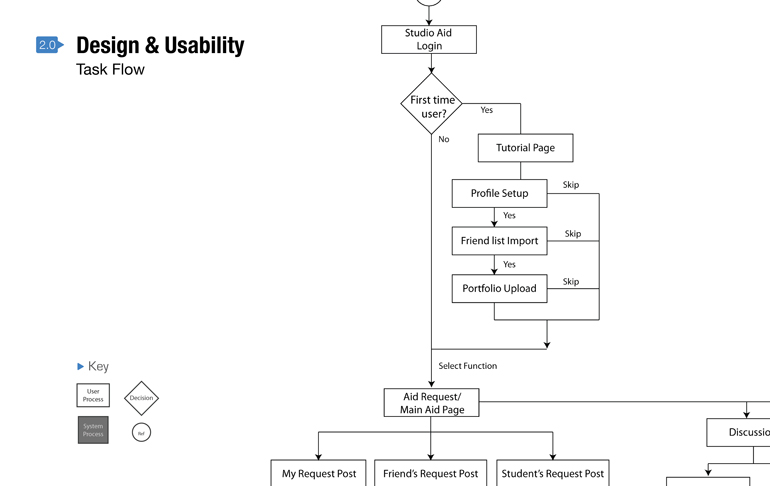 2.0
Design & Usability
Task Flow
Studio Aid
Login
First time
user?
Yes
No
Tutorial Page
Profile Setup
Skip
Yes
Friend list Import
Skip
Yes
Portfolio Upload
Skip
Select Function
Key
User
Process
Decision
System
Process
Ref
Aid Request/
Main Aid Page
Discussio
My Request Post
Friend's Request Post
Student's Request Post